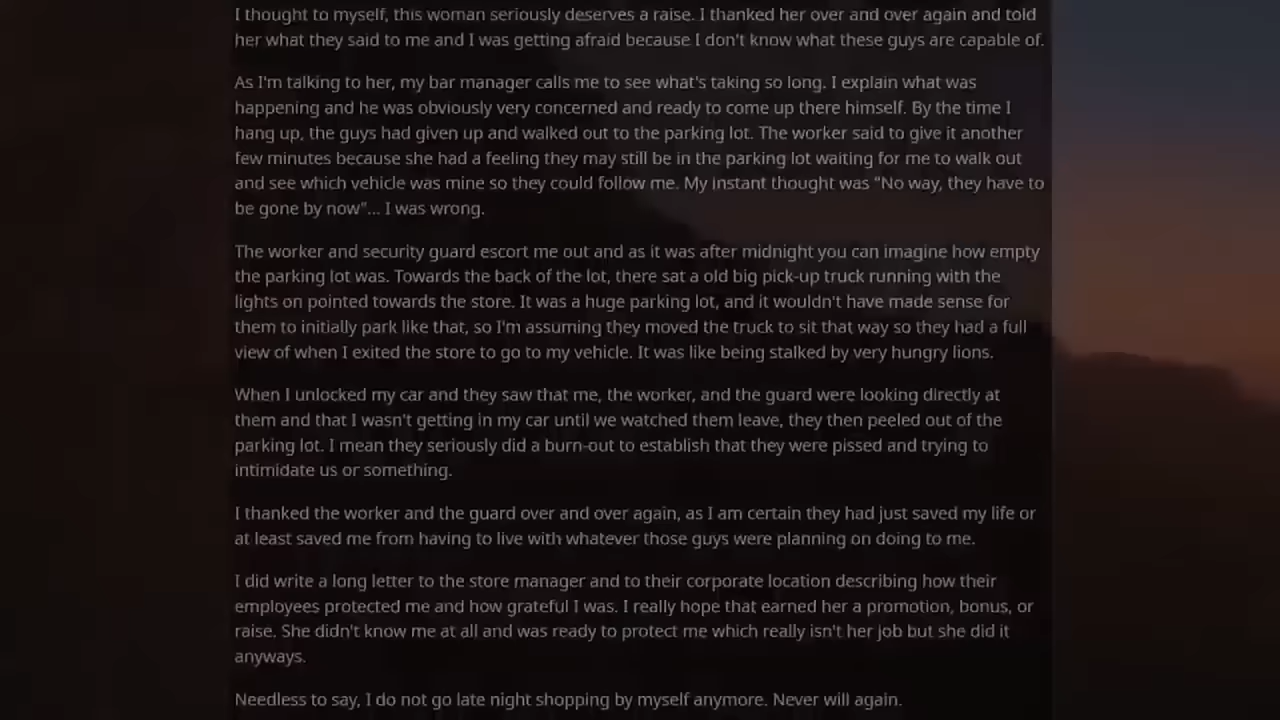 I thought to myself, this woman seriously deserves a raise. I thanked her over and over again and told
her what they said to me and I was getting afraid because I don't know what these guys are capable of.
As I'm talking to her, my bar manager calls me to see what's taking so long. I explain what was
happening and he was obviously very concerned and ready to come up there himself. By the time I
hang up, the guys had given up and walked out to the parking lot. The worker said to give it another
few minutes because she had a feeling they may still be in the parking lot waiting for me to walk out
and see which vehicle was mine so they could follow me. My instant thought was "No way, they have to
be gone by now"... I was wrong.
The worker and security guard escort me out and as it was after midnight you can imagine how empty
the parking lot was. Towards the back of the lot, there sat a old big pick-up truck running with the
lights on pointed towards the store. It was a huge parking lot, and it wouldn't have made sense for
them to initially park like that, so I'm assuming they moved the truck to sit that way so they had a full
view of when I exited the store to go to my vehicle. It was like being stalked by very hungry lions.
When I unlocked my car and they saw that me, the worker, and the guard were looking directly at
them and that I wasn't getting in my car until we watched them leave, they then peeled out of the
parking lot. I mean they seriously did a burn-out to establish that they were pissed and trying to
intimidate us or something.
I thanked the worker and the guard over and over again, as I am certain they had just saved my life or
at least saved me from having to live with whatever those guys were planning on doing to me.
I did write a long letter to the store manager and to their corporate location describing how their
employees protected me and how grateful I was. I really hope that earned her a promotion, bonus, or
raise. She didn't know me at all and was ready to protect me which really isn't her job but she did it
anyways.
Needless to say, I do not go late night shopping by myself anymore. Never will again.